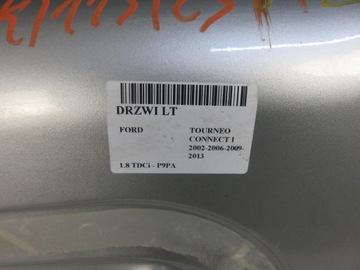 DRZWI LT
FORD
TOURNEO
CONNECT I
2002-2006-2009-
2013
1.8 TDCi - P9PA